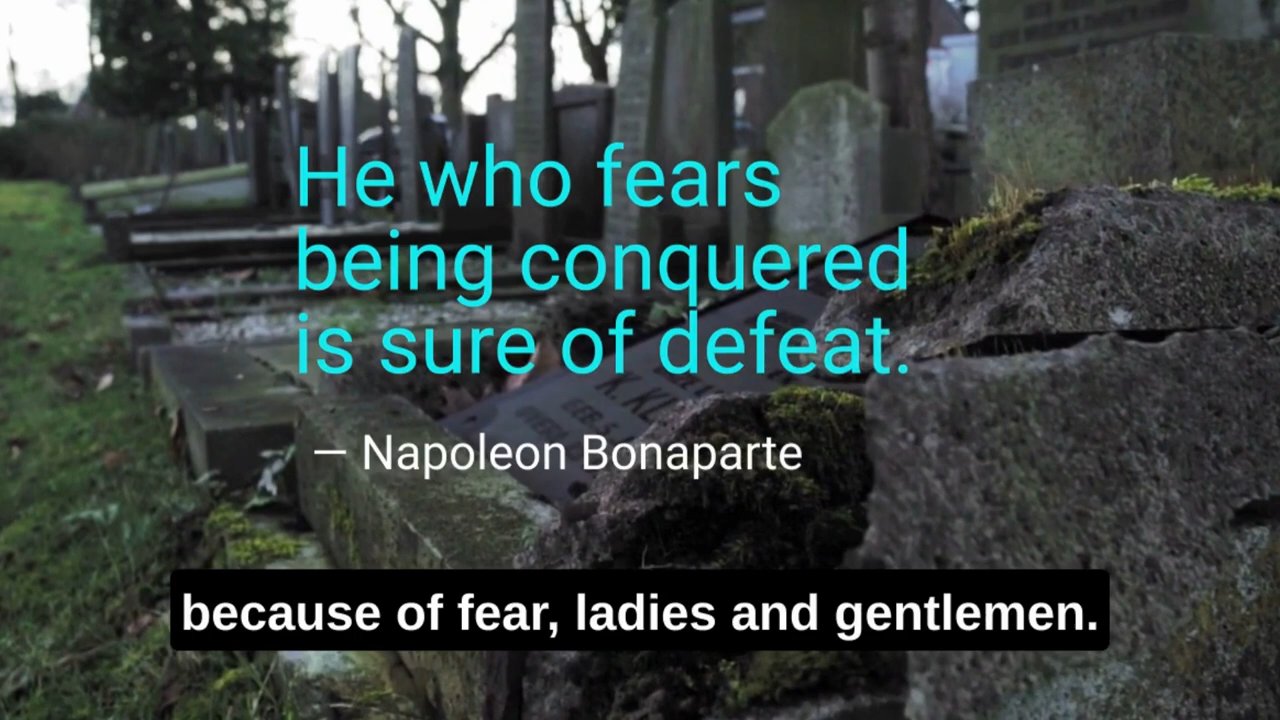 He who fears
being conquered
is sure of defeat.
— Napoleon Bonaparte
because of fear, ladies and gentlemen.